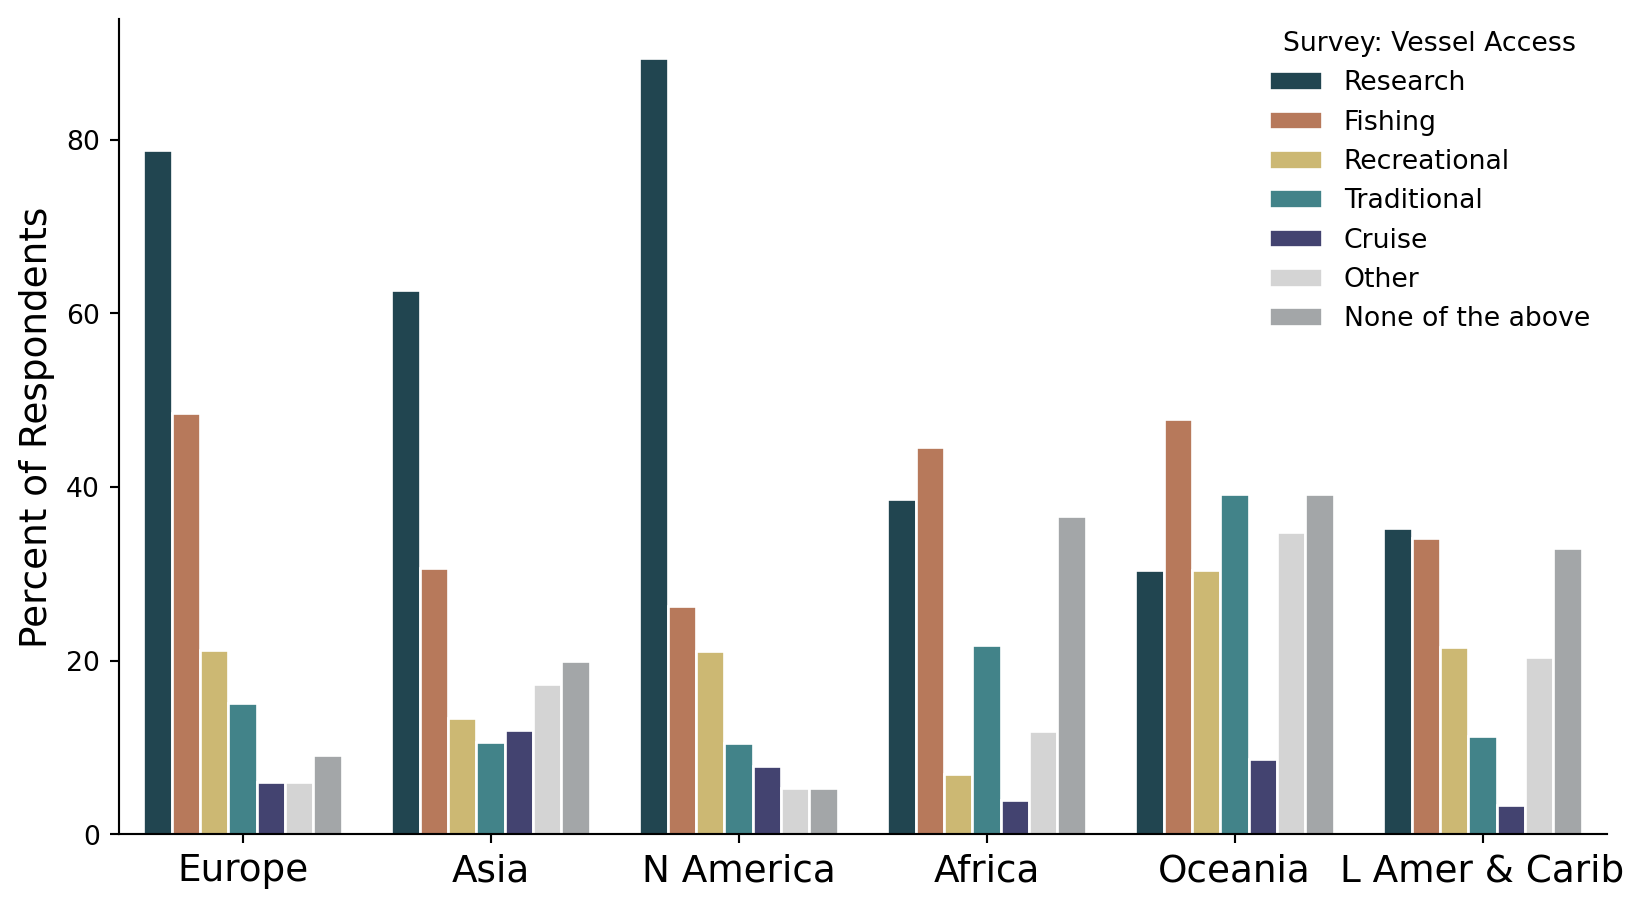 Survey: Vessel Access
Research
Fishing
Recreational
Traditional
Cruise
Other
None of the above
Percent of Respondents
80
60
40
20
0
Europe
Asia
N America
Africa
Oceania
L Amer & Carib